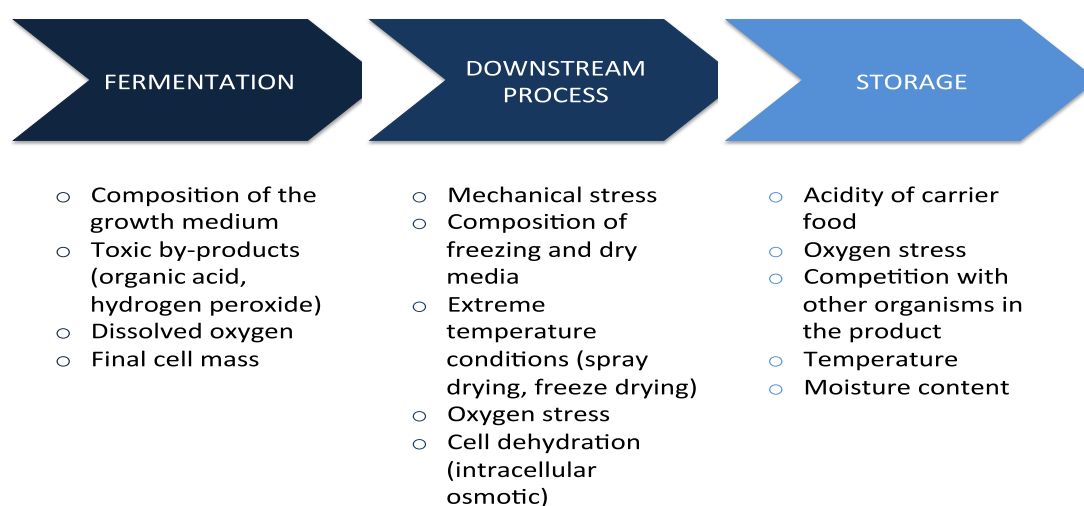 FERMENTATION
DOWNSTREAM
PROCESS
STORAGE
o Composition of the
growth medium
o Toxic by-products
(organic acid,
hydrogen peroxide)
o Dissolved oxygen
o Final cell mass
o Mechanical stress
o Composition of
freezing and dry
media
o Extreme
temperature
conditions (spray
drying, freeze drying)
o Oxygen stress
o Cell dehydration
(intracellular
osmotic)
o Acidity of carrier
food
o Oxygen stress
o Competition with
other organisms in
the product
o Temperature
o Moisture content